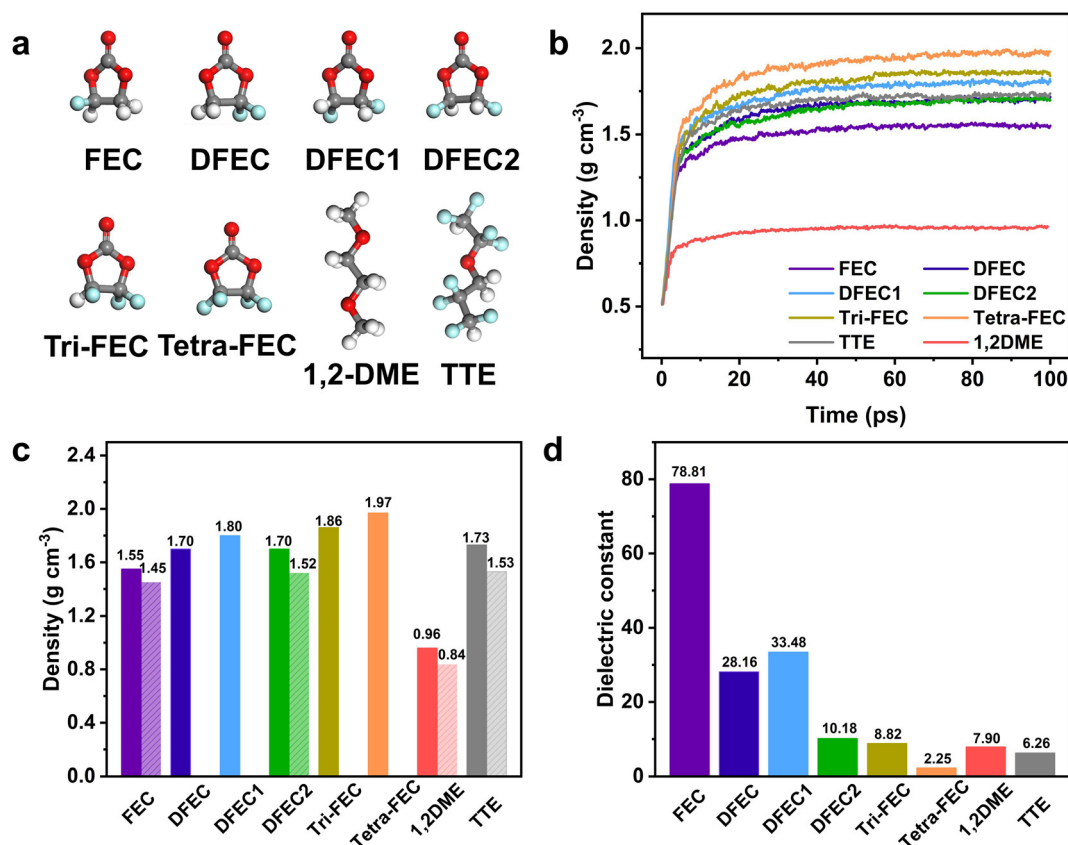 a
FEC DFEC DFEC1 DFEC2
Tri-FEC Tetra-FEC 1,2-DME TTE
b
Density (g cm⁻³)
2.0
1.5
1.0
0.5
FEC DFEC
DFEC1 DFEC2
Tri-FEC Tetra-FEC
TTE 1,2DME
0 20 40 60 80 100
Time (ps)
c
Density (g cm⁻³)
2.4
2.0
1.6
1.2
0.8
0.4
0.0
1.55 1.45 1.70 1.80 1.70 1.52 1.86 1.97 0.96 0.84 1.73 1.53
FEC DFEC DFEC1 DFEC2 Tri-FEC Tetra-FEC 1,2DME TTE
d
Dielectric constant
80
60
40
20
0
78.81 28.16 33.48 10.18 8.82 2.25 7.90 6.26
FEC DFEC DFEC1 DFEC2 Tri-FEC Tetra-FEC 1,2DME TTE